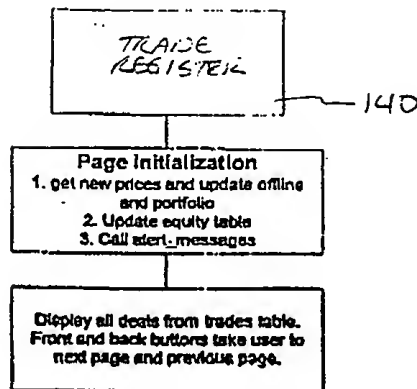 TRADE
REGISTER
140
Page Initialization
1. get new prices and update offline
and portfolio
2. Update equity table
3. Call alert_messages
Display all deals from trades table.
Front and back buttons take user to
next page and previous page.